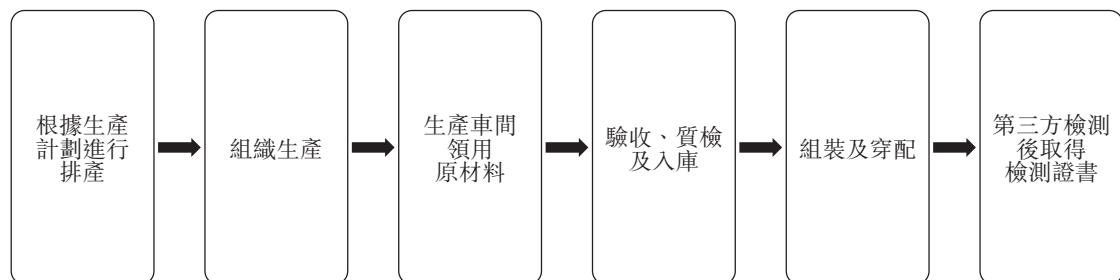 根據生產
計劃進行
排產
組織生產
生產車間
領用
原材料
驗收、質檢
及入庫
組裝及穿配
第三方檢測
後取得
檢測證書